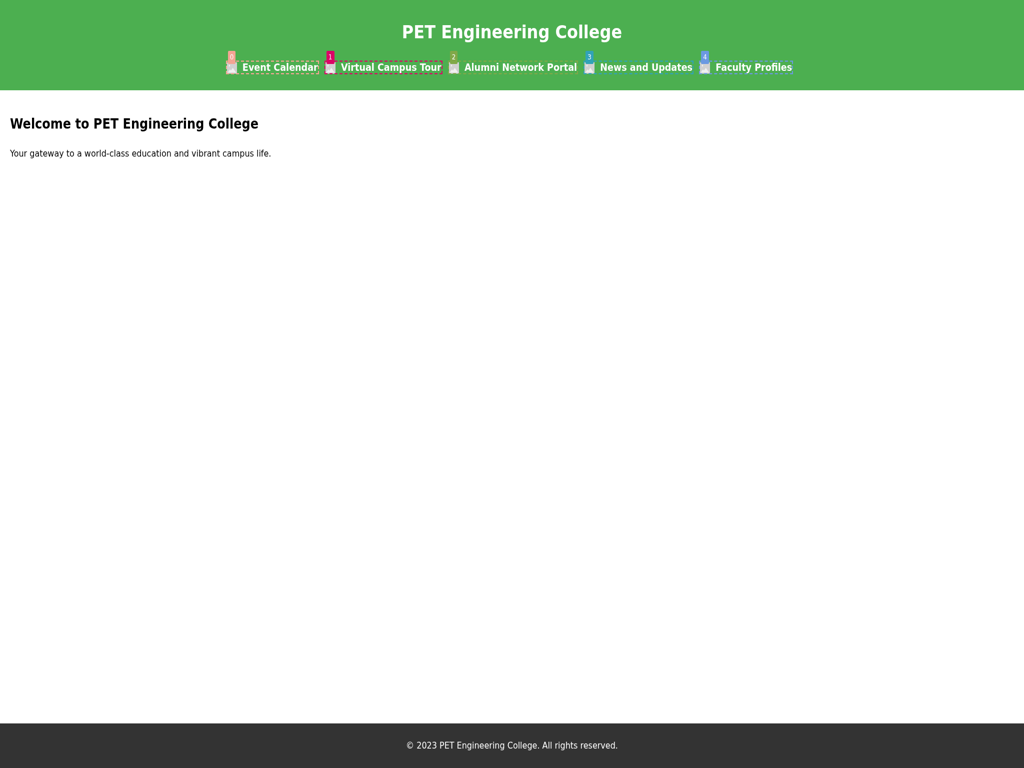 PET Engineering College
0 1 2 3 4
Event Calendar Virtual Campus Tour Alumni Network Portal News and Updates Faculty Profiles
Welcome to PET Engineering College
Your gateway to a world-class education and vibrant campus life.
© 2023 PET Engineering College. All rights reserved.